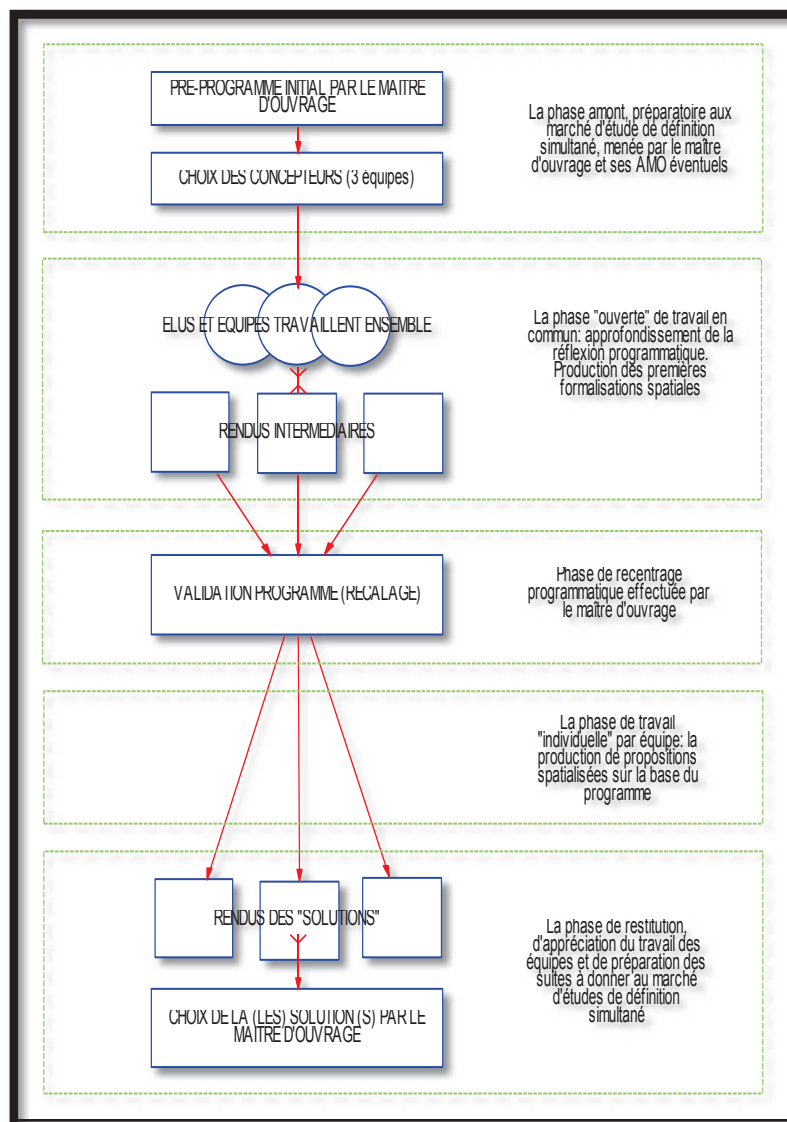 PRE-PROGRAMME INITIAL PAR LE MAITRE
D'OUVRAGE
La phase amont, préparatoire aux
marché d'étude de définition
simultané, menée par le maître
d'ouvrage et ses AMO éventuels
CHOIX DES CONCEPTEURS (3 équipes)
ELUS ET EQUIPES TRAVAILLENT ENSEMBLE
La phase "ouverte" de travail en
commun: approfondissement de la
réflexion programmatique.
Production des premières
formalisations spatiales
RENDUS INTERMEDIAIRES
VALIDATION PROGRAMME (RECALAGE)
Phase de recentrage
programmatique effectuée par
le maître d'ouvrage
La phase de travail
"individuelle" par équipe: la
production de propositions
spatialisées sur la base du
programme
RENDUS DES "SOLUTIONS"
La phase de restitution,
d'appréciation du travail des
équipes et de préparation des
suites à donner au marché
d'études de définition
simultané
CHOIX DE LA (LES) SOLUTION (S) PAR LE
MAITRE D'OUVRAGE